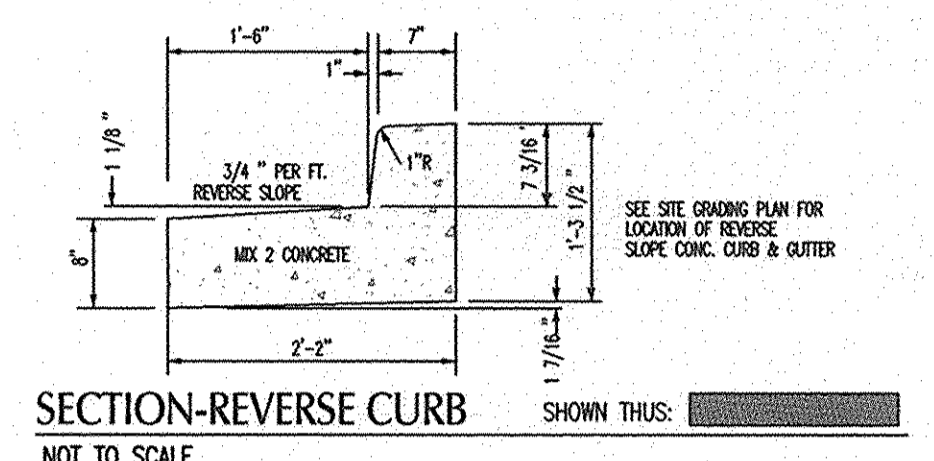 1'-6"
7"
1"
1 1/8 "
3/4 " PER FT.
REVERSE SLOPE
1"R
7 3/16 "
1'-3 1/2 "
SEE SITE GRADING PLAN FOR
LOCATION OF REVERSE
SLOPE CONC. CURB & GUTTER
8"
MIX 2 CONCRETE
2'-2"
1 7/16 "
SECTION-REVERSE CURB
SHOWN THUS:
NOT TO SCALE